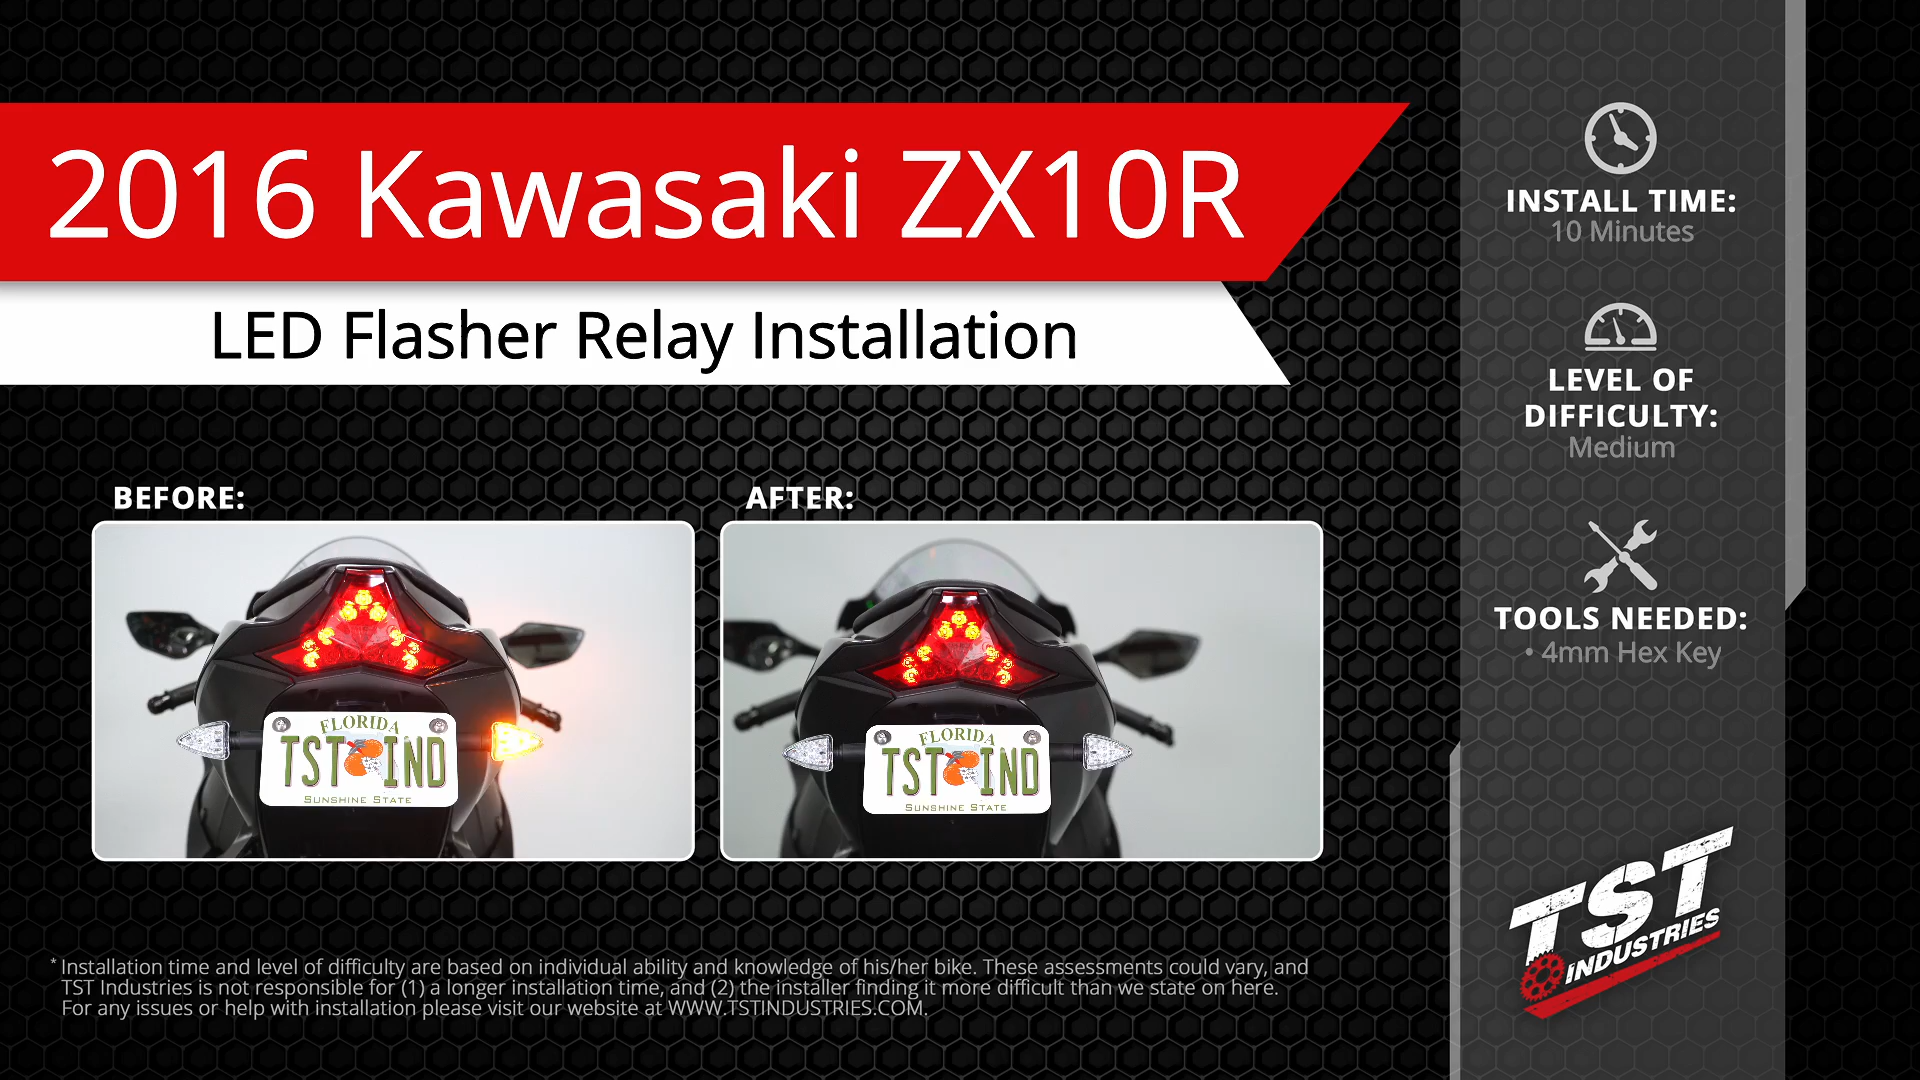 2016 Kawasaki ZX10R
LED Flasher Relay Installation
BEFORE:
FLORIDA
TST IND
SUNSHINE STATE
AFTER:
FLORIDA
TST IND
SUNSHINE STATE
* Installation time and level of difficulty are based on individual ability and knowledge of his/her bike. These assessments could vary, and
TST Industries is not responsible for (1) a longer installation time, and (2) the installer finding it more difficult than we state on here.
For any issues or help with installation please visit our website at WWW.TSTINDUSTRIES.COM.
INSTALL TIME:
10 Minutes
LEVEL OF
DIFFICULTY:
Medium
TOOLS NEEDED:
• 4mm Hex Key
TST
INDUSTRIES